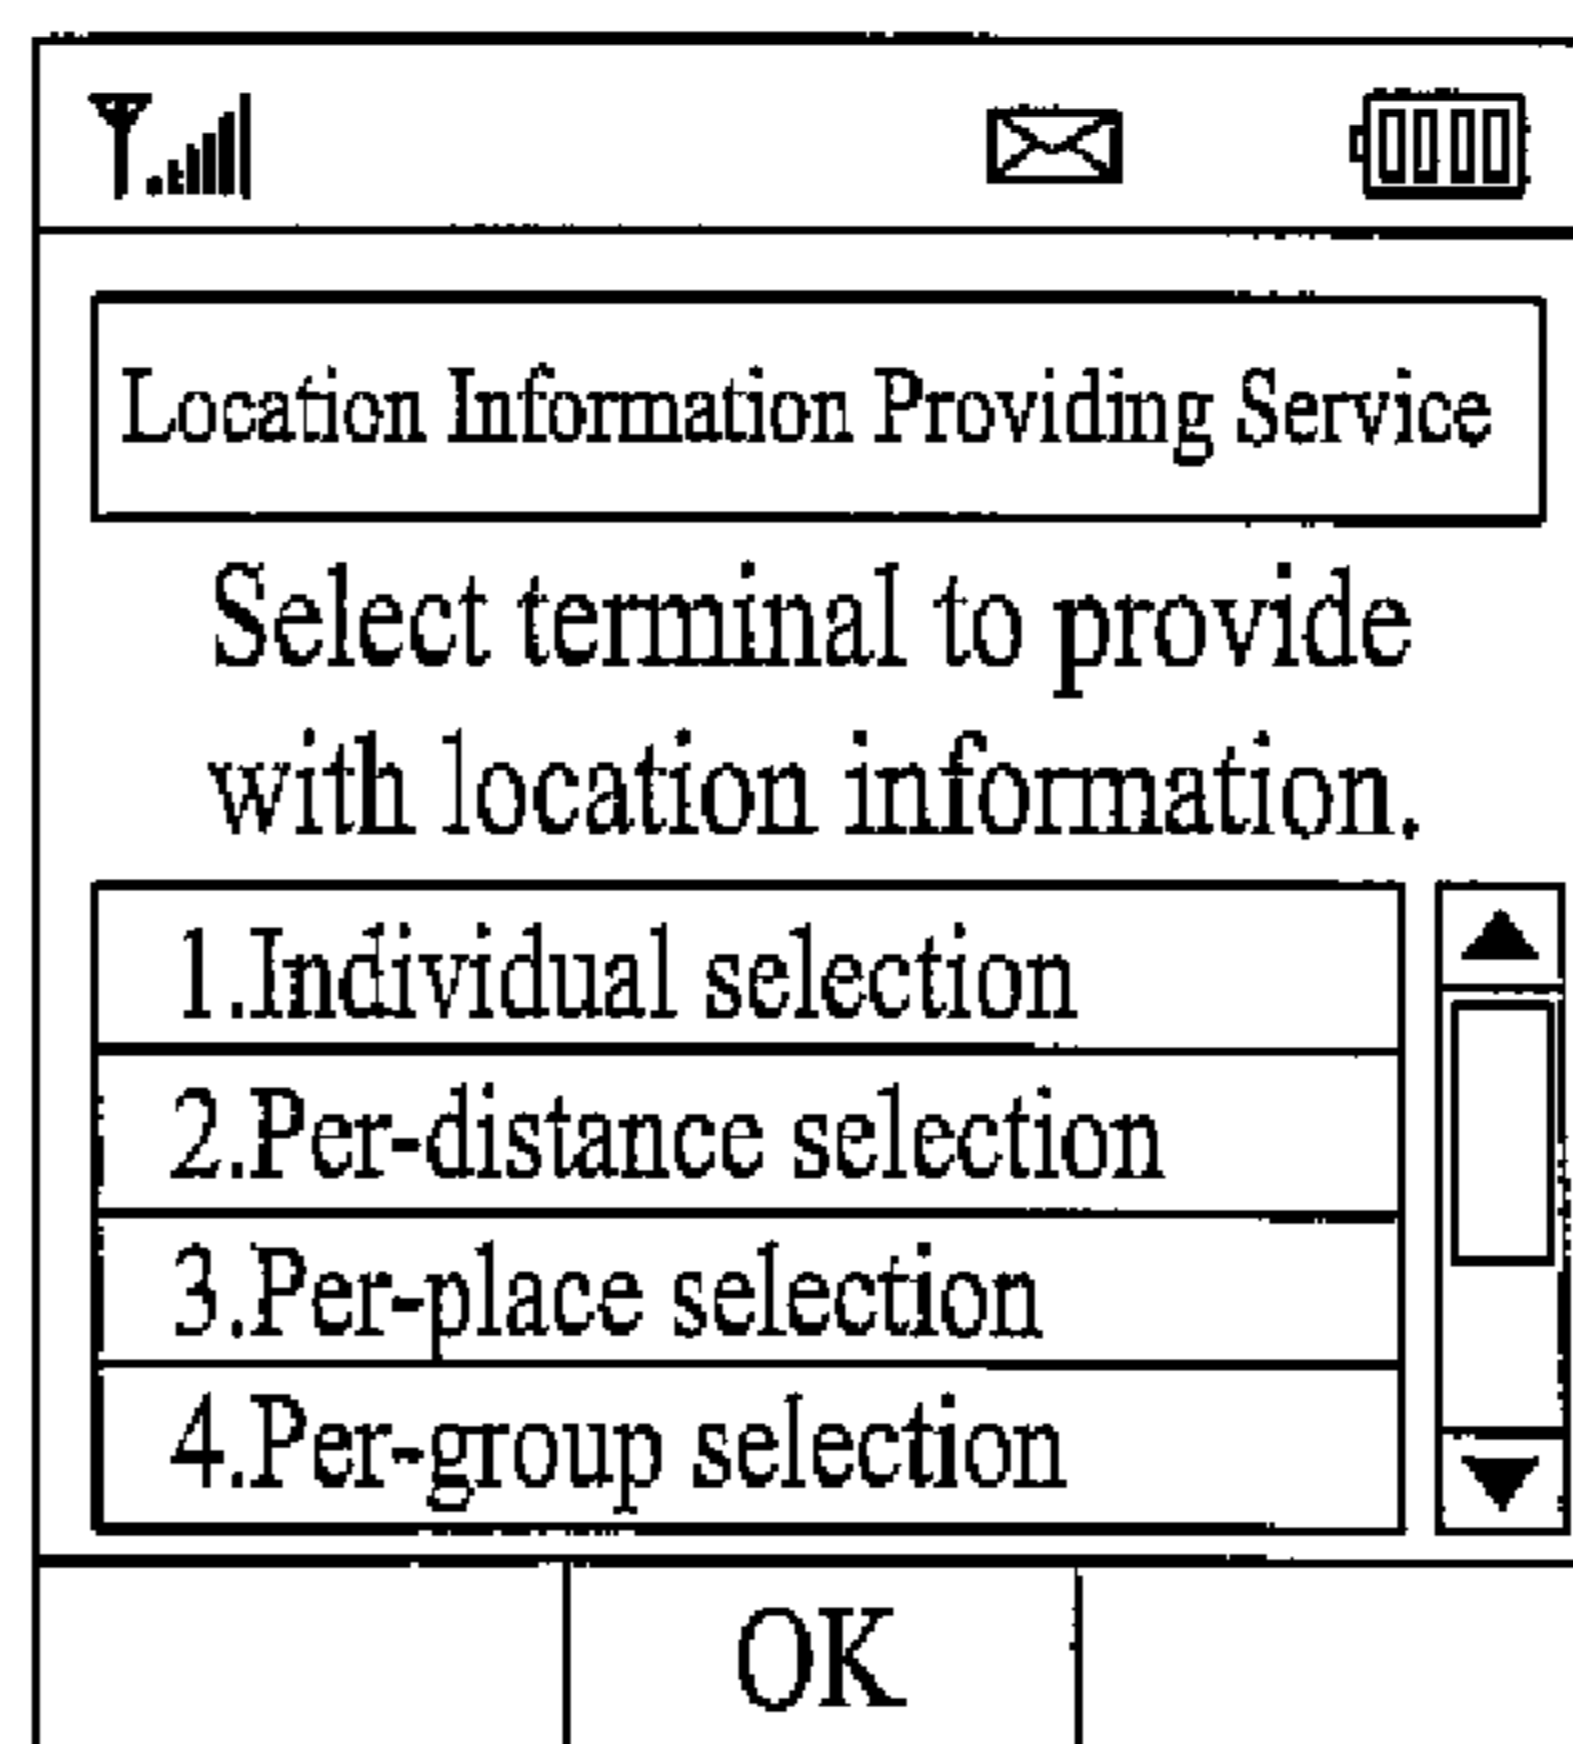 Location Information Providing Service
Select terminal to provide
with location information.
1.Individual selection
2.Per-distance selection
3.Per-place selection
4.Per-group selection
OK